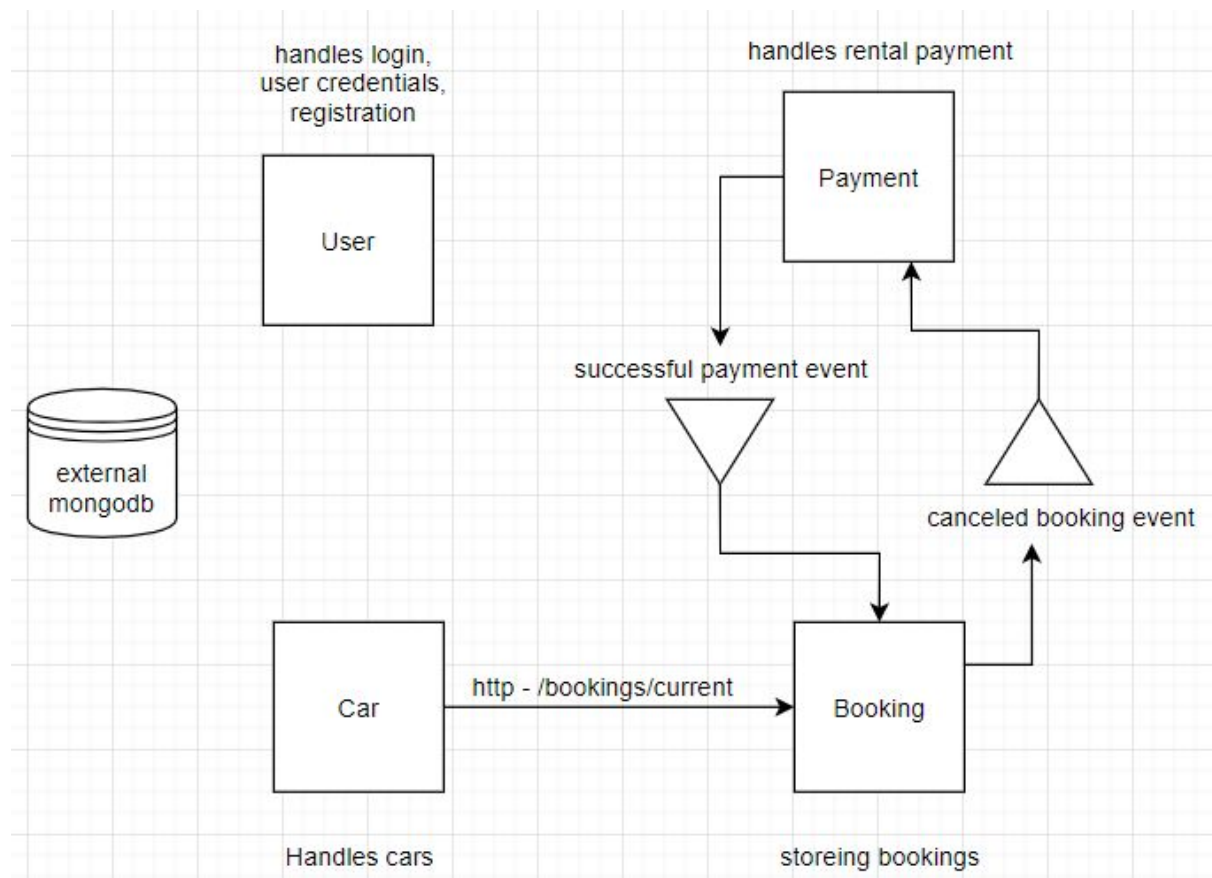 handles login,
user credentials,
registration
handles rental payment
User
Payment
successful payment event
external
mongodb
canceled booking event
Car
http - /bookings/current
Booking
Handles cars
storeing bookings